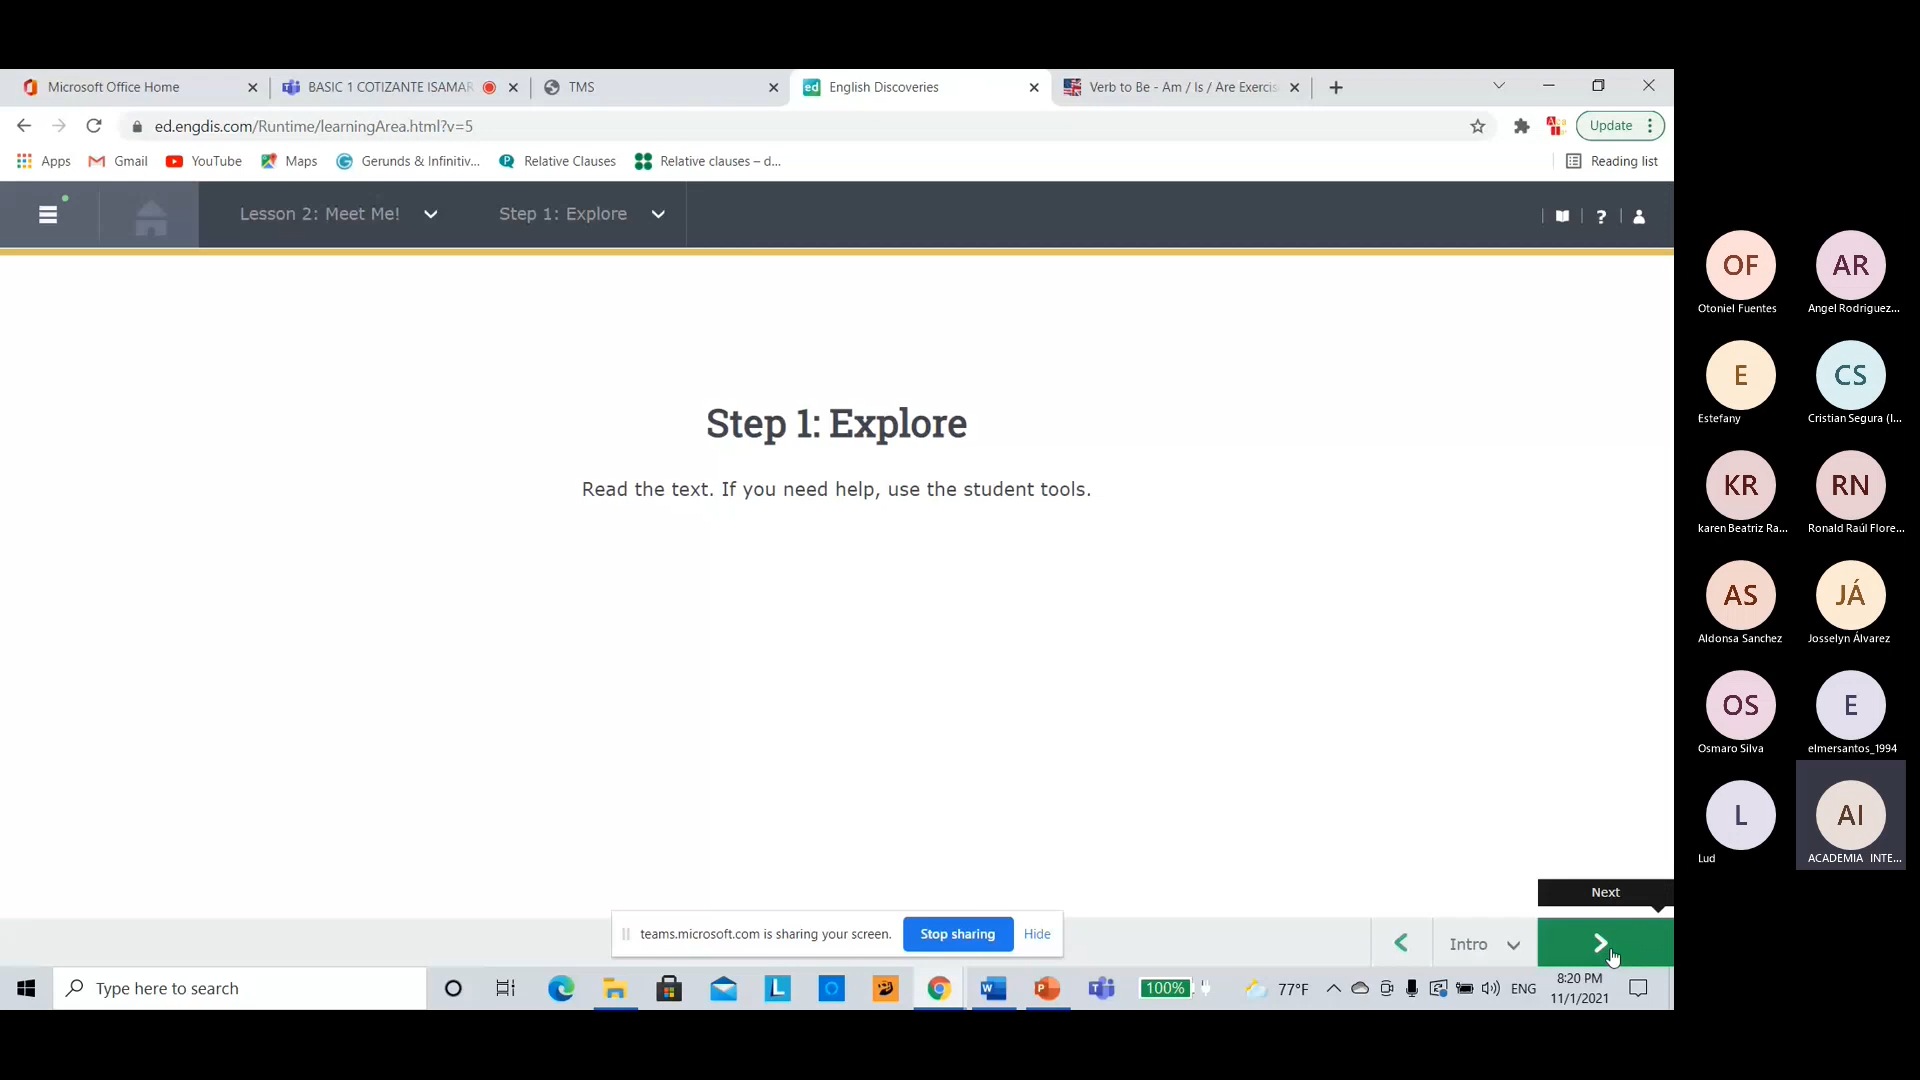 Microsoft Office Home
BASIC 1 COTIZANTE ISAMAR
TMS
ed English Discoveries
Verb to Be - Am / Is / Are Exercis
ed.engdis.com/Runtime/learningArea.html?v=5
Update
Apps Gmail YouTube Maps Gerunds & Infinitiv... Relative Clauses Relative clauses – d... Reading list
Lesson 2: Meet Me! Step 1: Explore ?
Step 1: Explore
Read the text. If you need help, use the student tools.
Next
teams.microsoft.com is sharing your screen. Stop sharing Hide
Intro
Type here to search
100%
77°F
ENG
8:20 PM
11/1/2021
OF AR
Otoniel Fuentes Angel Rodriguez...
E CS
Estefany Cristian Segura (I...
KR RN
karen Beatriz Ra... Ronald Raúl Flore...
AS JÁ
Aldonsa Sanchez Josselyn Álvarez
OS E
Osmaro Silva elmersantos_1994
L AI
Lud ACADEMIA INTE...